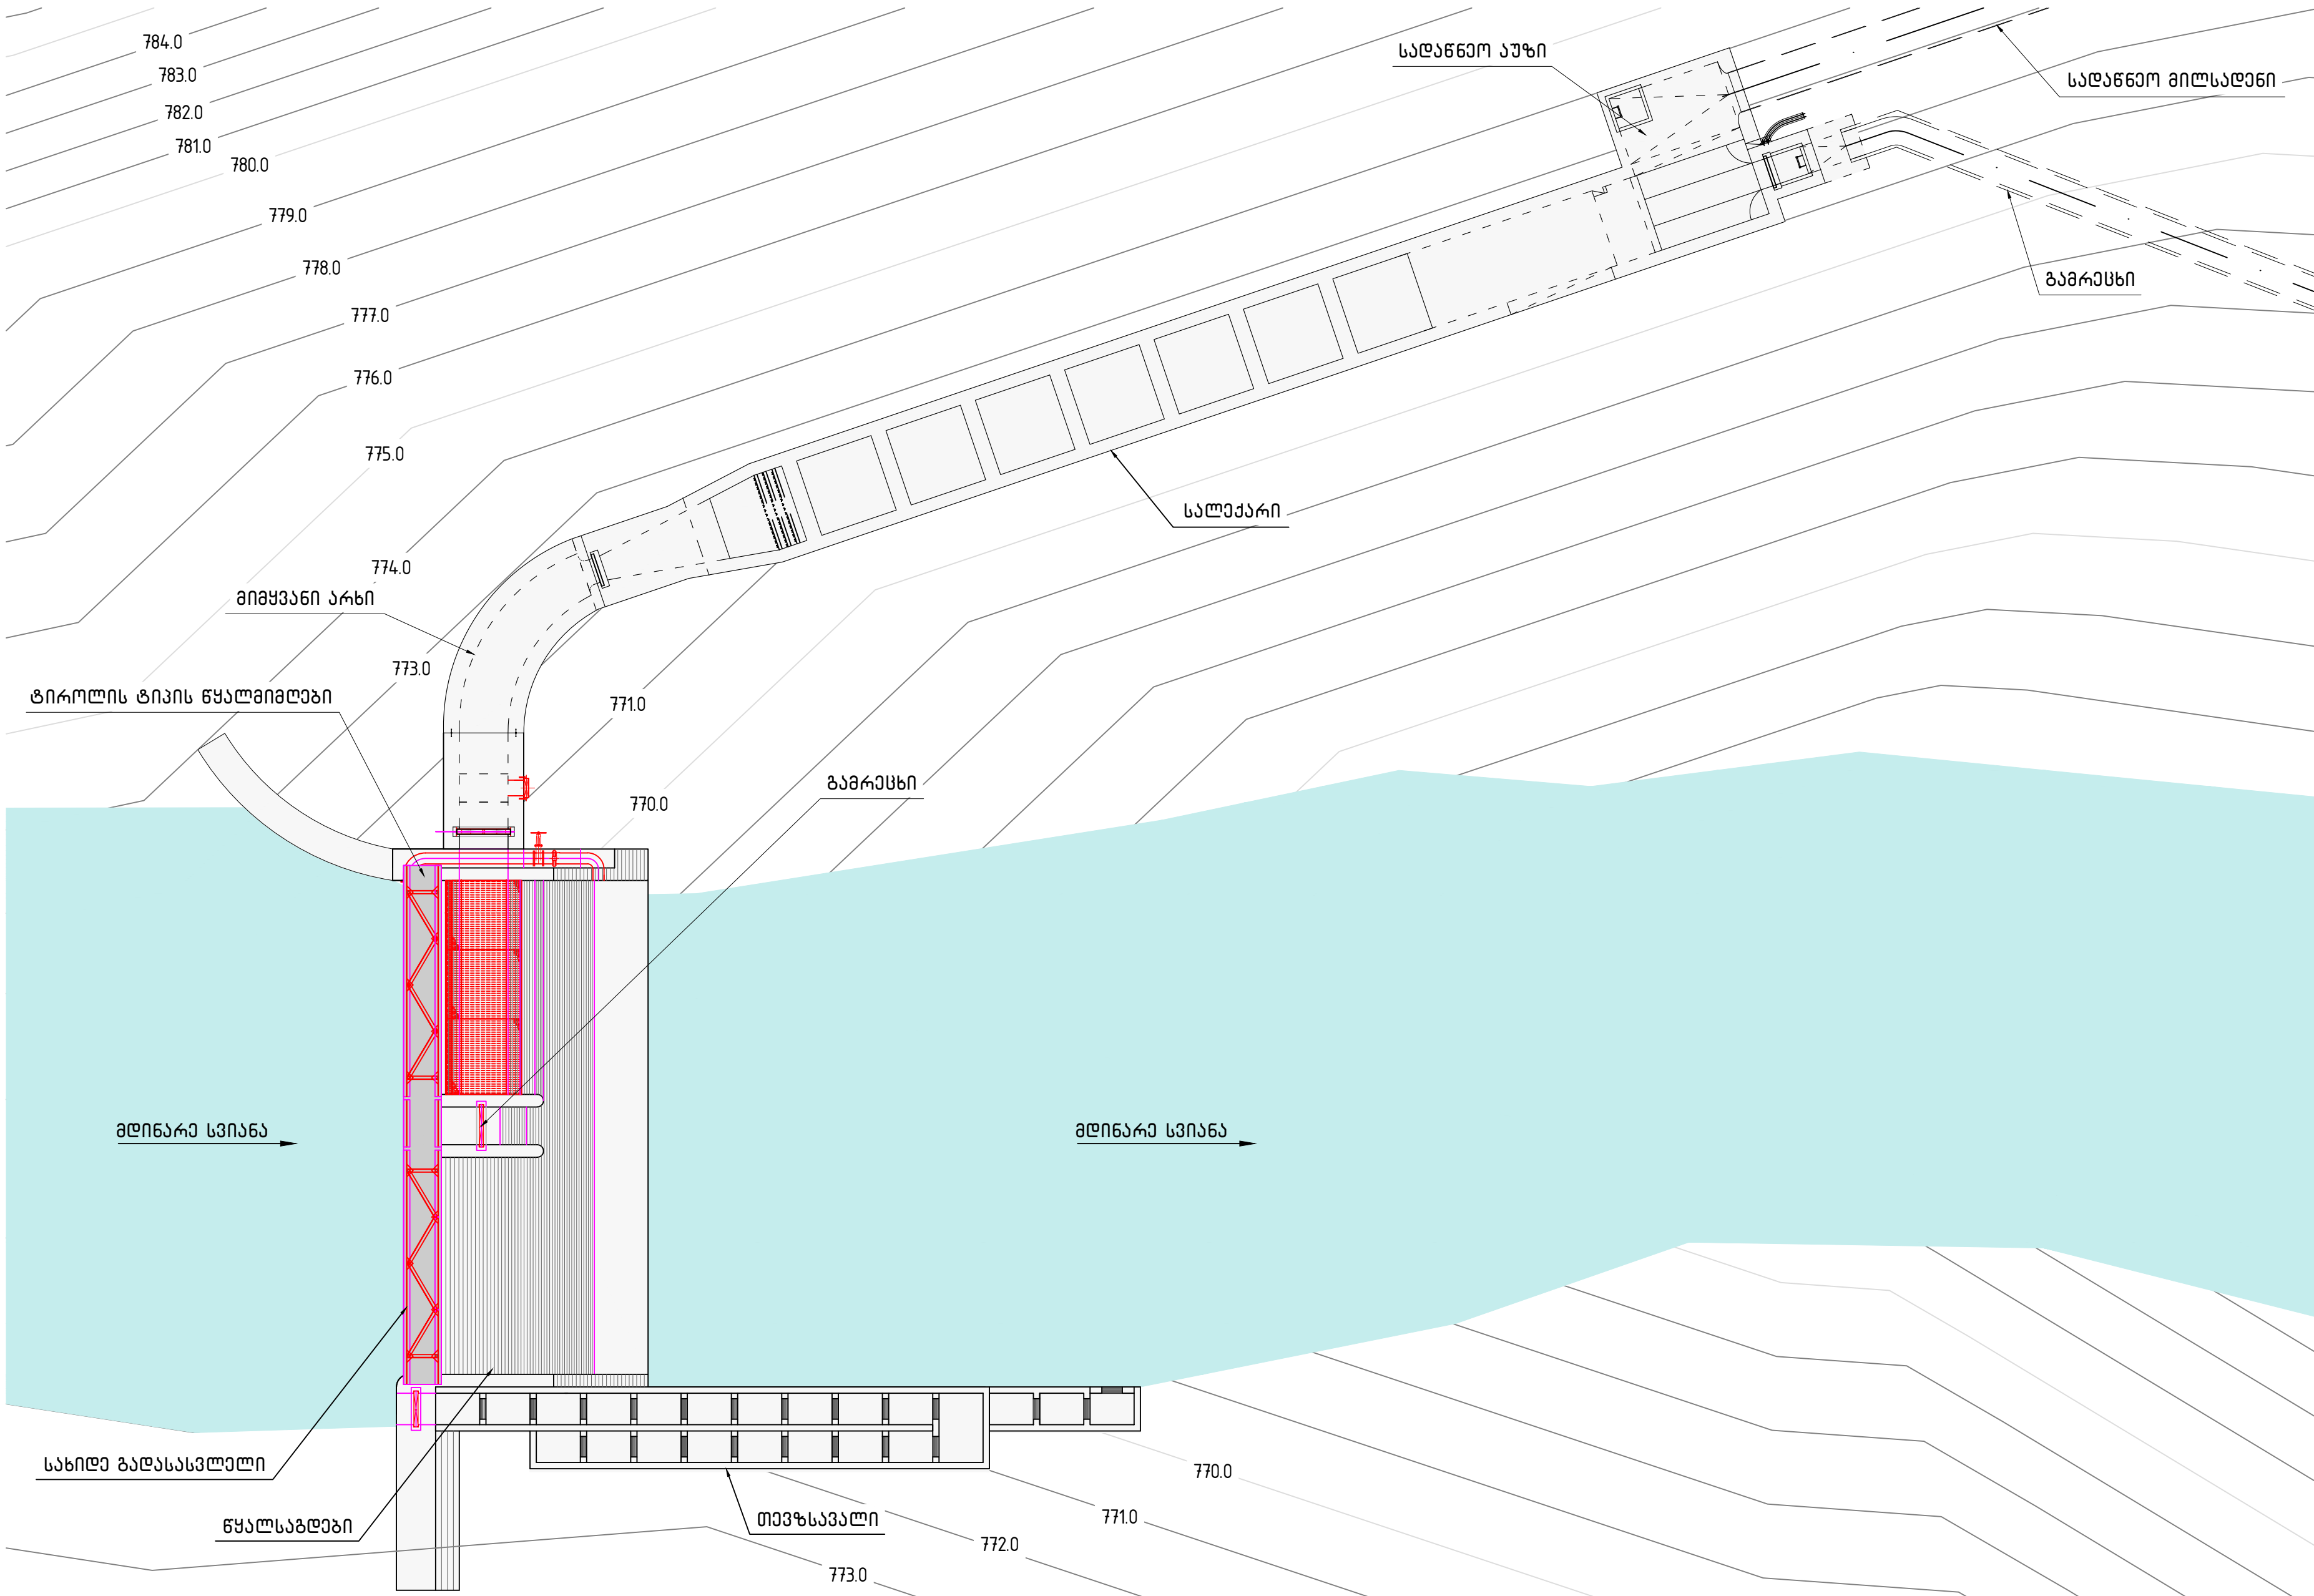 784.0
სადაწნეო აუზი
783.0
სადაწნეო მილსადენი
782.0
781.0
780.0
779.0
778.0
გამრეცხი
777.0
776.0
775.0
სალექარი
774.0
მიმყვანი არხი
773.0
ტიროლის ტიპის წყალმიმღები
771.0
გამრეცხი
770.0
მდინარე სვიანა
მდინარე სვიანა
სახიდე გადასასვლელი
770.0
თევზსავალი
771.0
წყალსაგდები
772.0
773.0